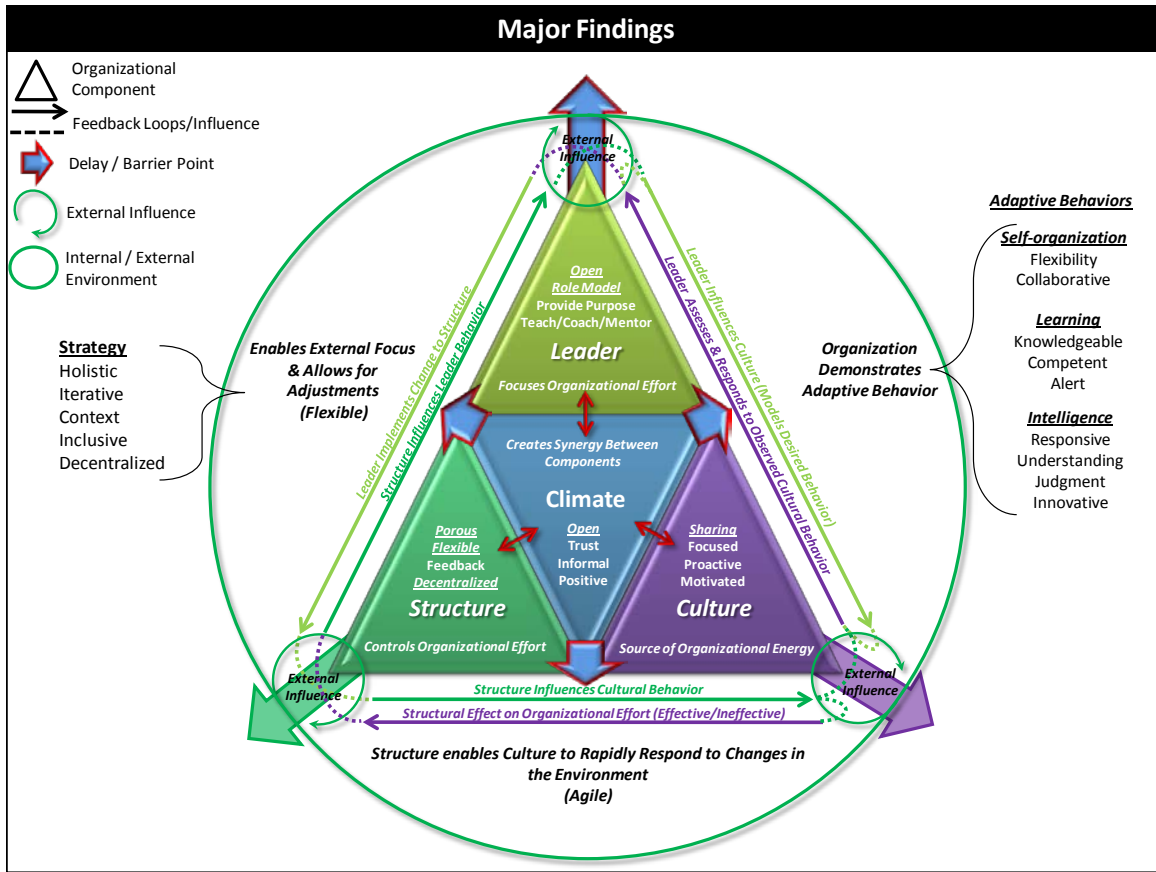 Major Findings
Organizational
Component
Feedback Loops/Influence
Delay / Barrier Point
External Influence
Internal / External
Environment
Strategy
Holistic
Iterative
Context
Inclusive
Decentralized
Enables External Focus
& Allows for
Adjustments
(Flexible)
Leader Implements Change to Structure
Structure Influences Leader Behavior
External
Influence
Open
Role Model
Provide Purpose
Teach/Coach/Mentor
Leader
Focuses Organizational Effort
Creates Synergy Between
Components
Climate
Open
Trust
Informal
Positive
Porous
Flexible
Feedback
Decentralized
Structure
Controls Organizational Effort
Sharing
Focused
Proactive
Motivated
Culture
Source of Organizational Energy
Leader Influences Culture (Models Desired Behavior)
Leader Assesses & Responds to Observed Cultural Behavior
Organization
Demonstrates
Adaptive Behavior
Adaptive Behaviors
Self-organization
Flexibility
Collaborative
Learning
Knowledgeable
Competent
Alert
Intelligence
Responsive
Understanding
Judgment
Innovative
External
Influence
External
Influence
Structure Influences Cultural Behavior
Structural Effect on Organizational Effort (Effective/Ineffective)
Structure enables Culture to Rapidly Respond to Changes in
the Environment
(Agile)